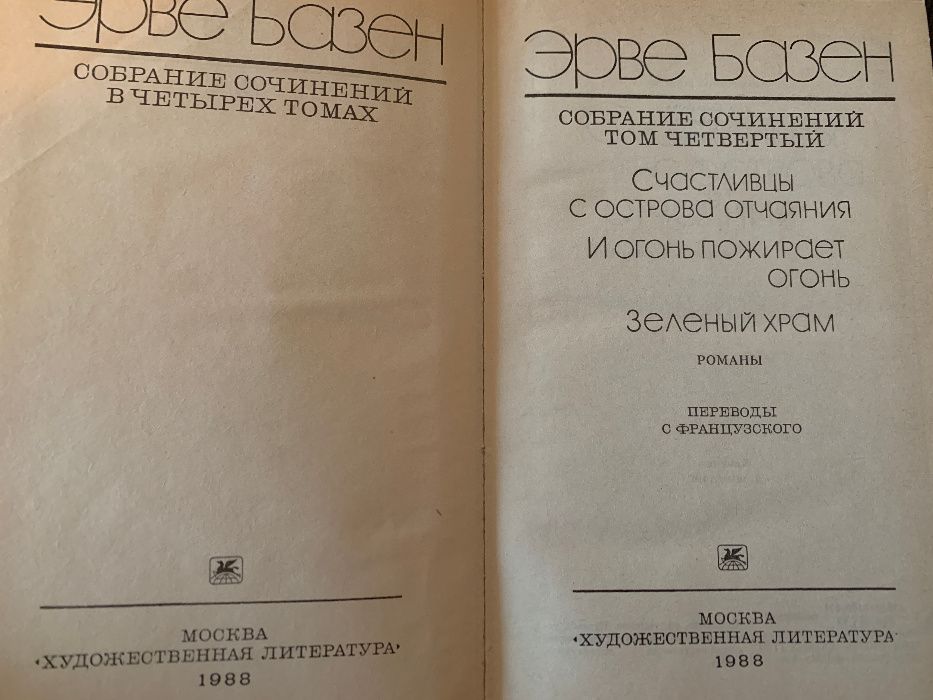 Эрве Базен
СОБРАНИЕ СОЧИНЕНИЙ
В ЧЕТЫРЕХ ТОМАХ
МОСКВА
«ХУДОЖЕСТВЕННАЯ ЛИТЕРАТУРА»
1988
Эрве Базен
СОБРАНИЕ СОЧИНЕНИЙ
ТОМ ЧЕТВЕРТЫЙ
Счастливцы
с острова отчаяния
И огонь пожирает
огонь
Зеленый храм
РОМАНЫ
ПЕРЕВОДЫ
С ФРАНЦУЗСКОГО
МОСКВА
«ХУДОЖЕСТВЕННАЯ ЛИТЕРАТУРА»
1988